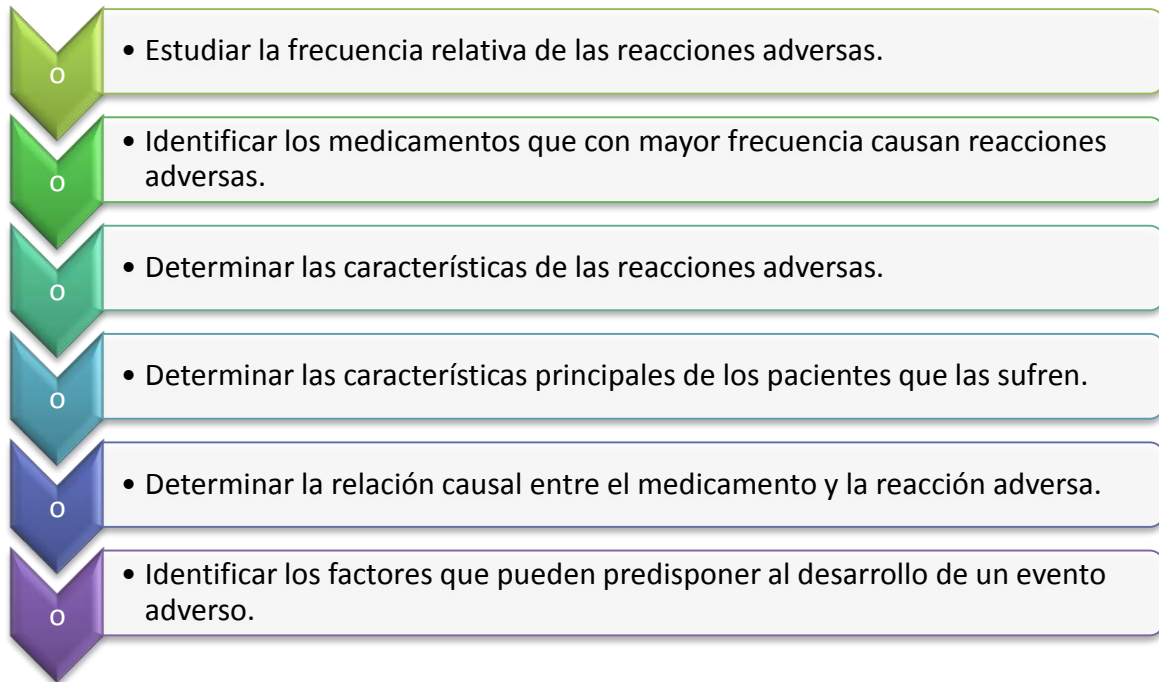 O
• Estudiar la frecuencia relativa de las reacciones adversas.
O
• Identificar los medicamentos que con mayor frecuencia causan reacciones
adversas.
O
• Determinar las características de las reacciones adversas.
O
• Determinar las características principales de los pacientes que las sufren.
O
• Determinar la relación causal entre el medicamento y la reacción adversa.
O
• Identificar los factores que pueden predisponer al desarrollo de un evento
adverso.